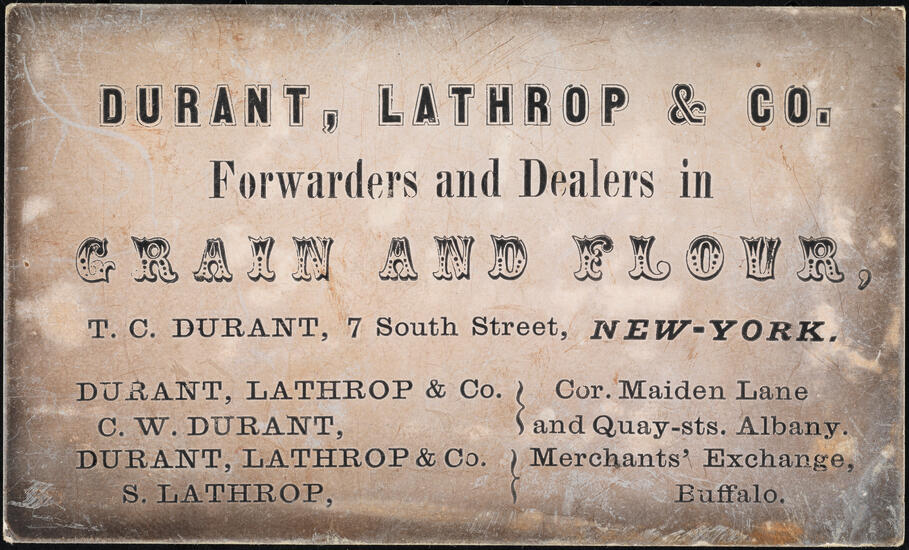 DURANT, LATHROP & CO.
Forwarders and Dealers in
GRAIN AND FLOUR,
T. C. DURANT, 7 South Street, NEW-YORK.
DURANT, LATHROP & Co. } Cor. Maiden Lane
C. W. DURANT, and Quay-sts. Albany.
DURANT, LATHROP & Co. } Merchants' Exchange,
S. LATHROP, Buffalo.